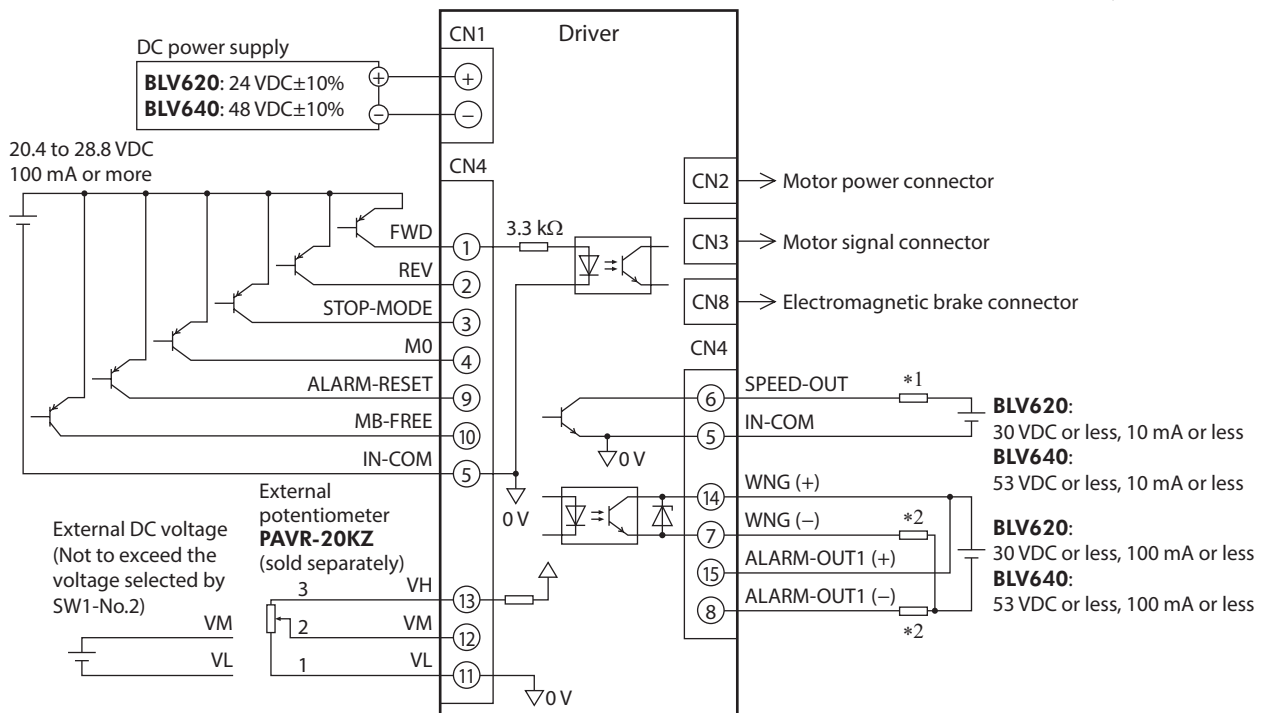 Driver
CN1
DC power supply
BLV620: 24 VDC±10%
BLV640: 48 VDC±10%
+
−
+
−
20.4 to 28.8 VDC
100 mA or more
CN4
FWD
1
3.3 kΩ
REV
2
STOP-MODE
3
M0
4
ALARM-RESET
9
MB-FREE
10
IN-COM
5
0 V
External
potentiometer
PAVR-20KZ
(sold separately)
External DC voltage
(Not to exceed the
voltage selected by
SW1-No.2)
VM
VL
3
VH
13
2
VM
12
1
VL
11
0 V
CN2
Motor power connector
CN3
Motor signal connector
CN8
Electromagnetic brake connector
CN4
6
SPEED-OUT
*1
5
IN-COM
0 V
BLV620:
30 VDC or less, 10 mA or less
BLV640:
53 VDC or less, 10 mA or less
14
WNG (+)
7
WNG (−)
*2
15
ALARM-OUT1 (+)
8
ALARM-OUT1 (−)
*2
BLV620:
30 VDC or less, 100 mA or less
BLV640:
53 VDC or less, 100 mA or less